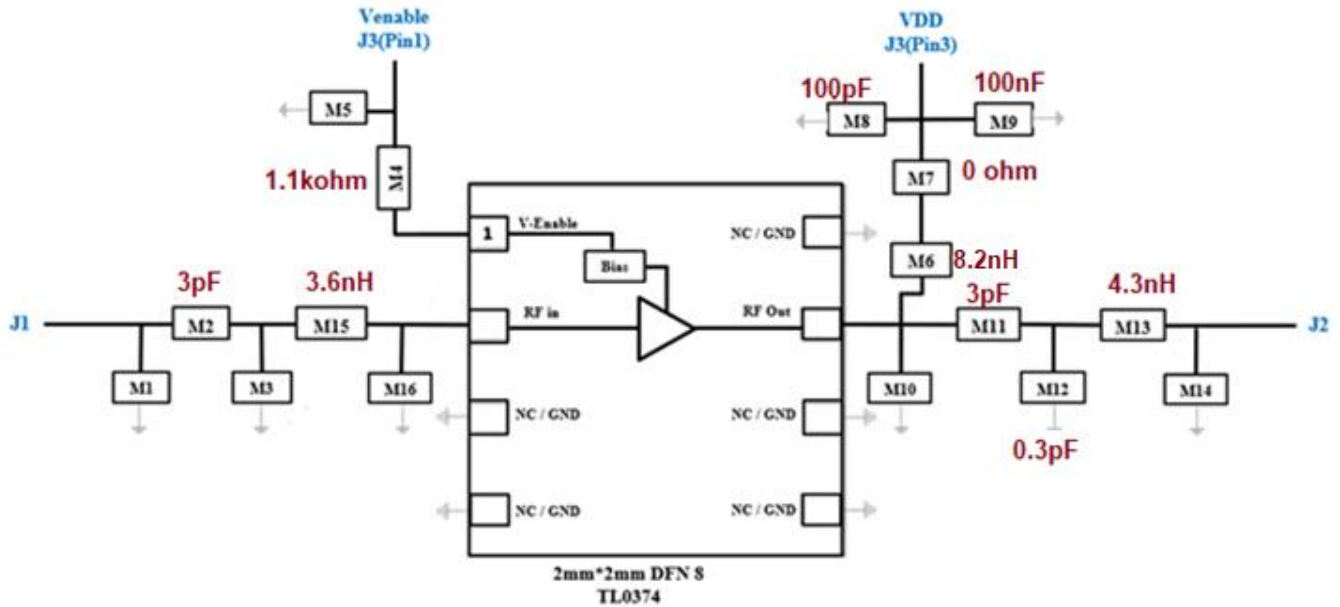 Venable
J3(Pin1)
VDD
J3(Pin3)
100pF
100nF
M5
M8
M9
M4
1.1kohm
M7
0 ohm
1
V-Enable
NC / GND
Bias
M6
8.2nH
3pF
3.6nH
3pF
4.3nH
J1
M2
M15
RF in
RF Out
M11
M13
J2
M1
M3
M16
M10
M12
M14
NC / GND
NC / GND
0.3pF
NC / GND
NC / GND
2mm*2mm DFN 8
TL0374